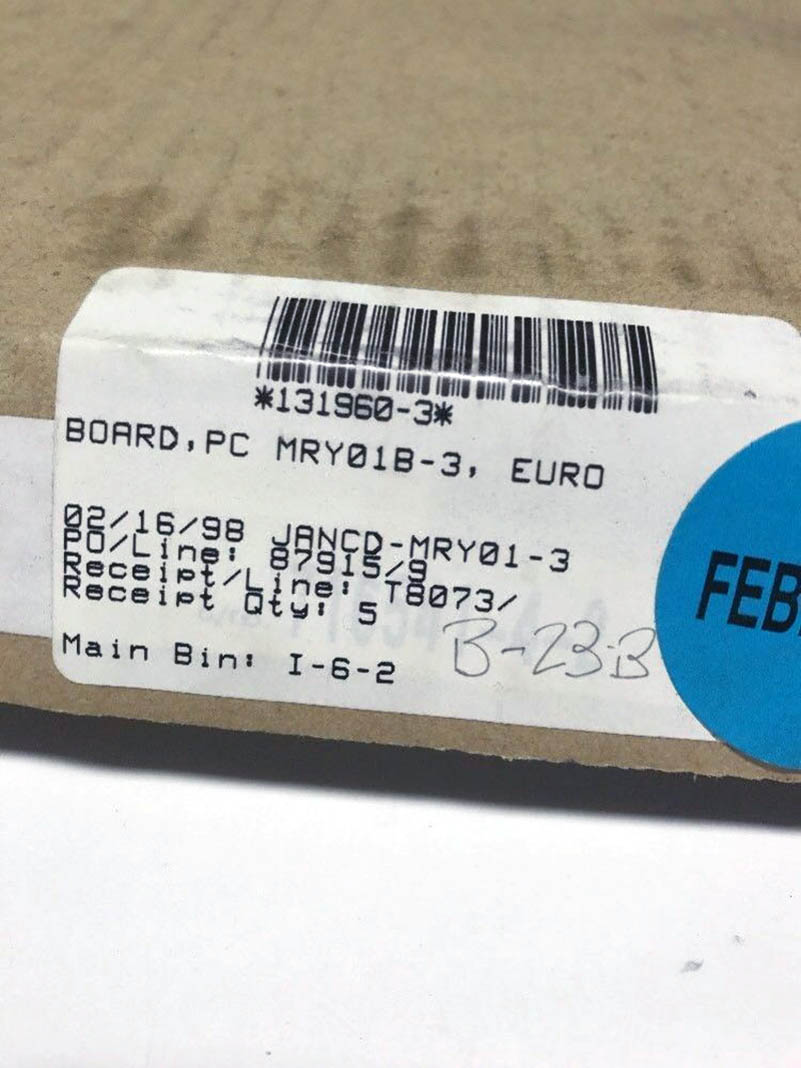 *131960-3*
BOARD,PC MRY01B-3, EURO
02/16/98 JANCD-MRY01-3
PO/Line: 87915/9
Receipt/Line: T8073/
Receipt Qty: 5
Main Bin: I-6-2
B-23-B
FEB